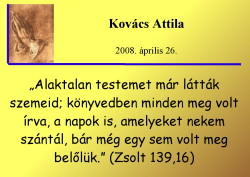 Kovács Attila
2008. április 26.
„Alaktalan testemet már látták
szemeid; könyvedben minden meg volt
írva, a napok is, amelyeket nekem
szántál, bár még egy sem volt meg
belőlük.” (Zsolt 139,16)